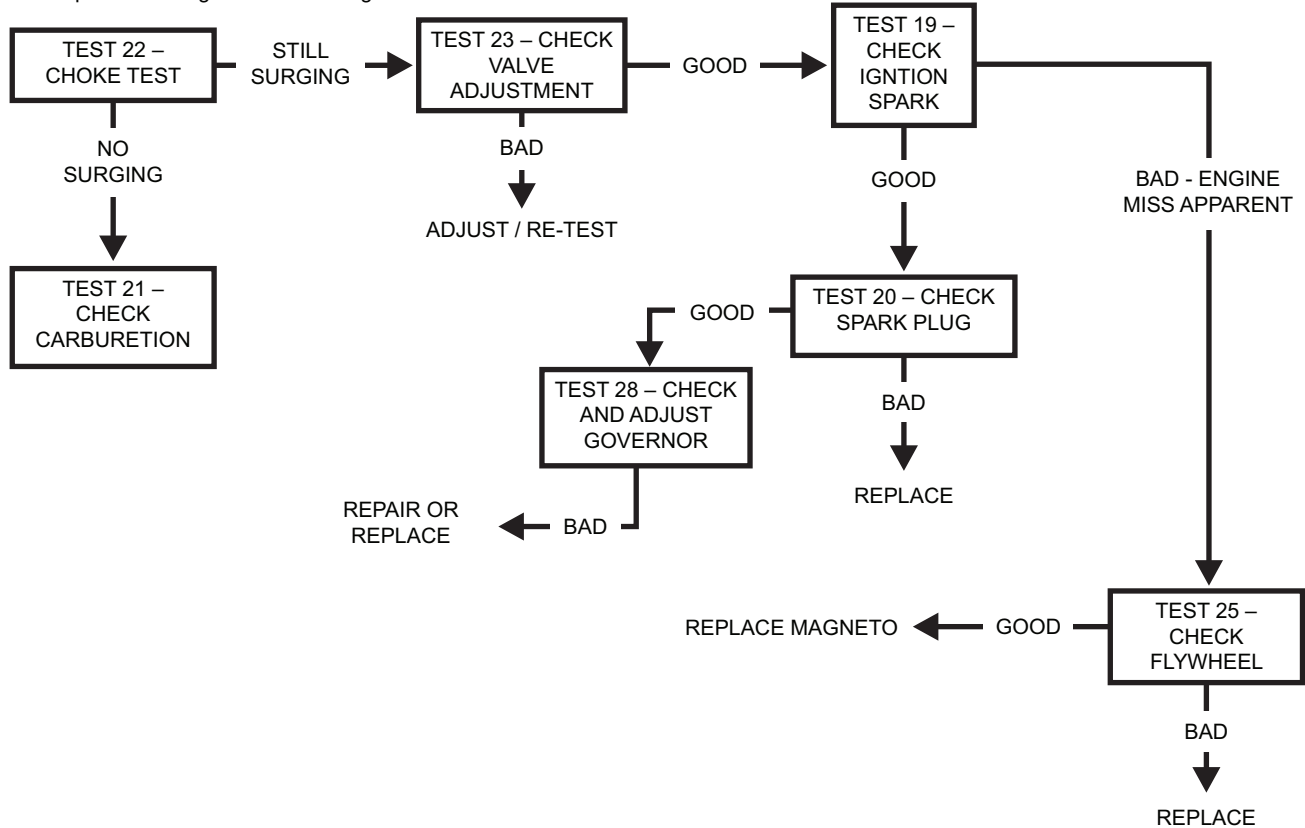 TEST 22 –
CHOKE TEST
STILL
SURGING
TEST 23 – CHECK
VALVE
ADJUSTMENT
GOOD
TEST 19 –
CHECK
IGNTION
SPARK
NO
SURGING
BAD
GOOD
BAD - ENGINE
MISS APPARENT
ADJUST / RE-TEST
TEST 21 –
CHECK
CARBURETION
TEST 20 – CHECK
SPARK PLUG
GOOD
TEST 28 – CHECK
AND ADJUST
GOVERNOR
BAD
REPLACE
REPAIR OR
REPLACE
BAD
TEST 25 –
CHECK
FLYWHEEL
GOOD
REPLACE MAGNETO
BAD
REPLACE